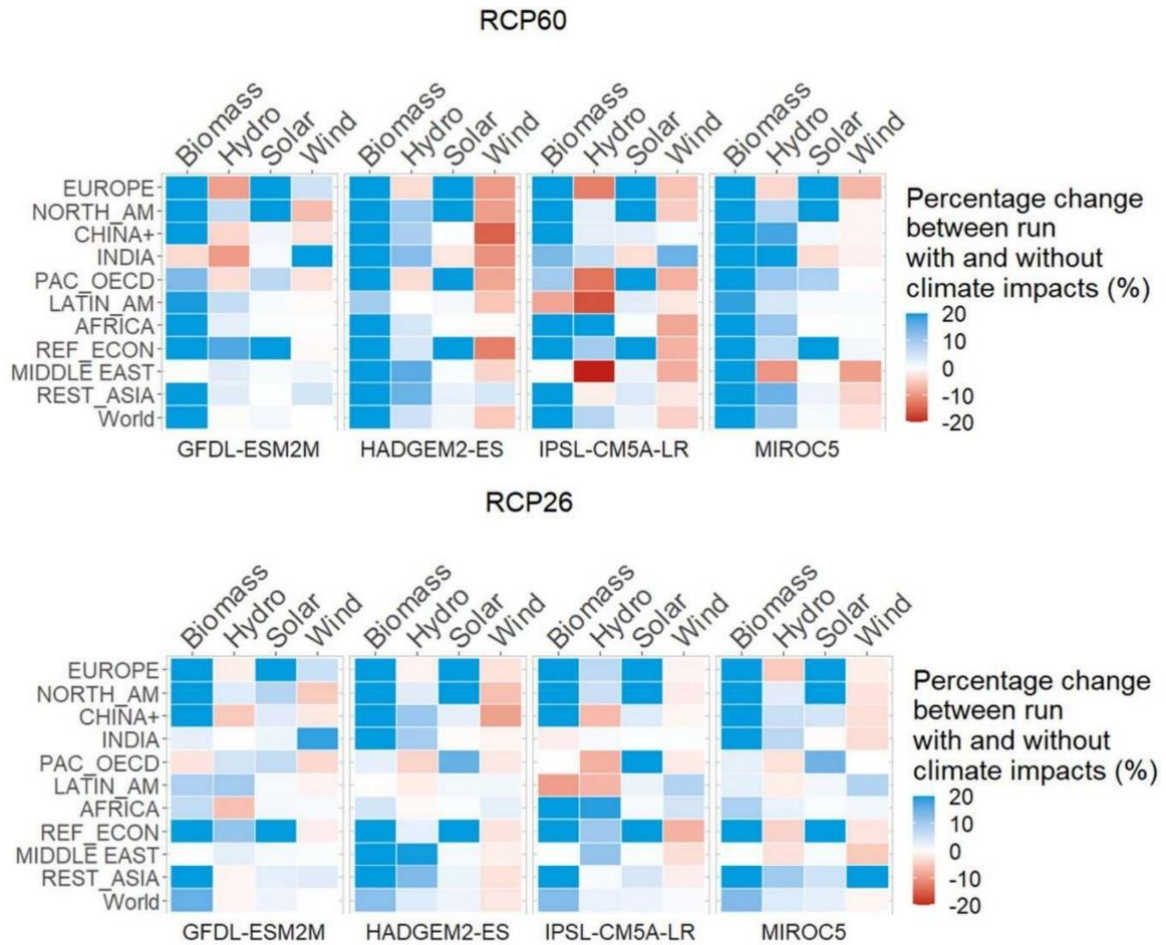 RCP60
Biomass Hydro Solar Wind Biomass Hydro Solar Wind Biomass Hydro Solar Wind Biomass Hydro Solar Wind
EUROPE
NORTH_AM
CHINA+
INDIA
PAC_OECD
LATIN_AM
AFRICA
REF_ECON
MIDDLE EAST
REST_ASIA
World
GFDL-ESM2M HADGEM2-ES IPSL-CM5A-LR MIROC5
Percentage change
between run
with and without
climate impacts (%)
20
10
0
-10
-20
RCP26
Biomass Hydro Solar Wind Biomass Hydro Solar Wind Biomass Hydro Solar Wind Biomass Hydro Solar Wind
EUROPE
NORTH_AM
CHINA+
INDIA
PAC_OECD
LATIN_AM
AFRICA
REF_ECON
MIDDLE EAST
REST_ASIA
World
GFDL-ESM2M HADGEM2-ES IPSL-CM5A-LR MIROC5
Percentage change
between run
with and without
climate impacts (%)
20
10
0
-10
-20